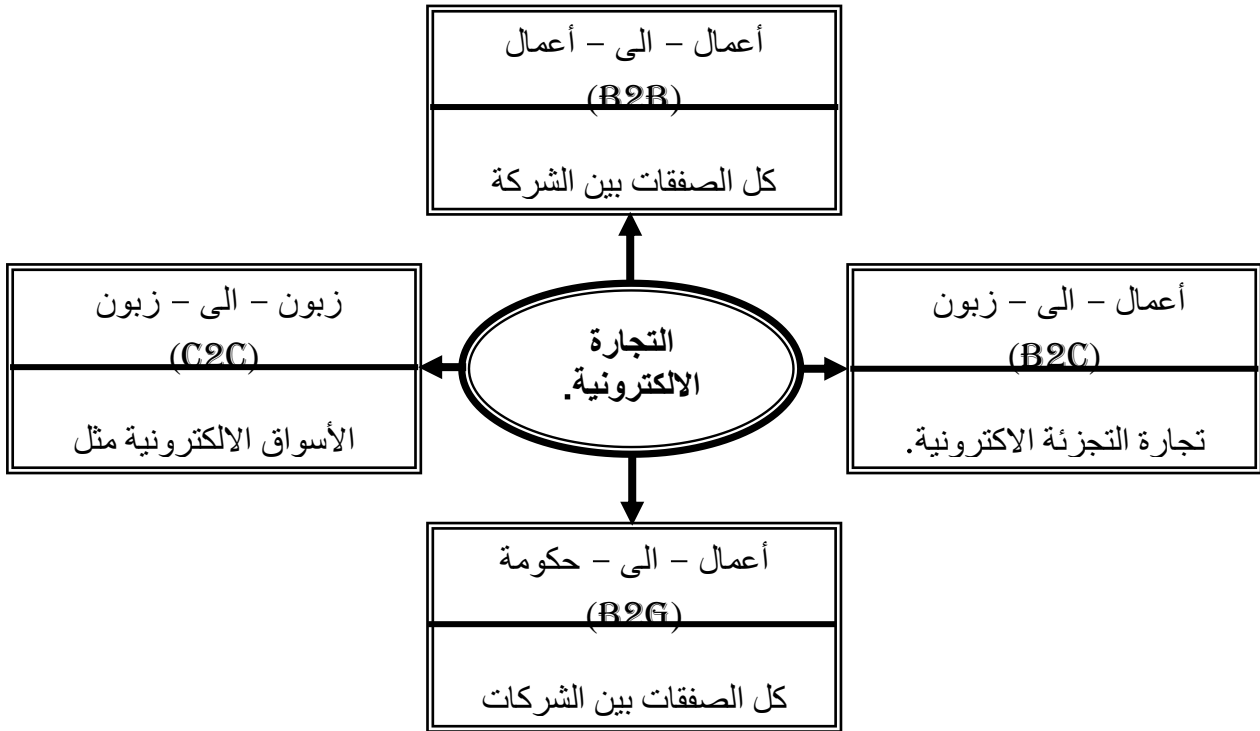 أعمال – الى – أعمال
(B2B)
كل الصفقات بين الشركة
زبون – الى – زبون
(C2C)
الأسواق الالكترونية مثل
التجارة
الالكترونية.
أعمال – الى – زبون
(B2C)
تجارة التجزئة الاكترونية.
أعمال – الى – حكومة
(B2G)
كل الصفقات بين الشركات